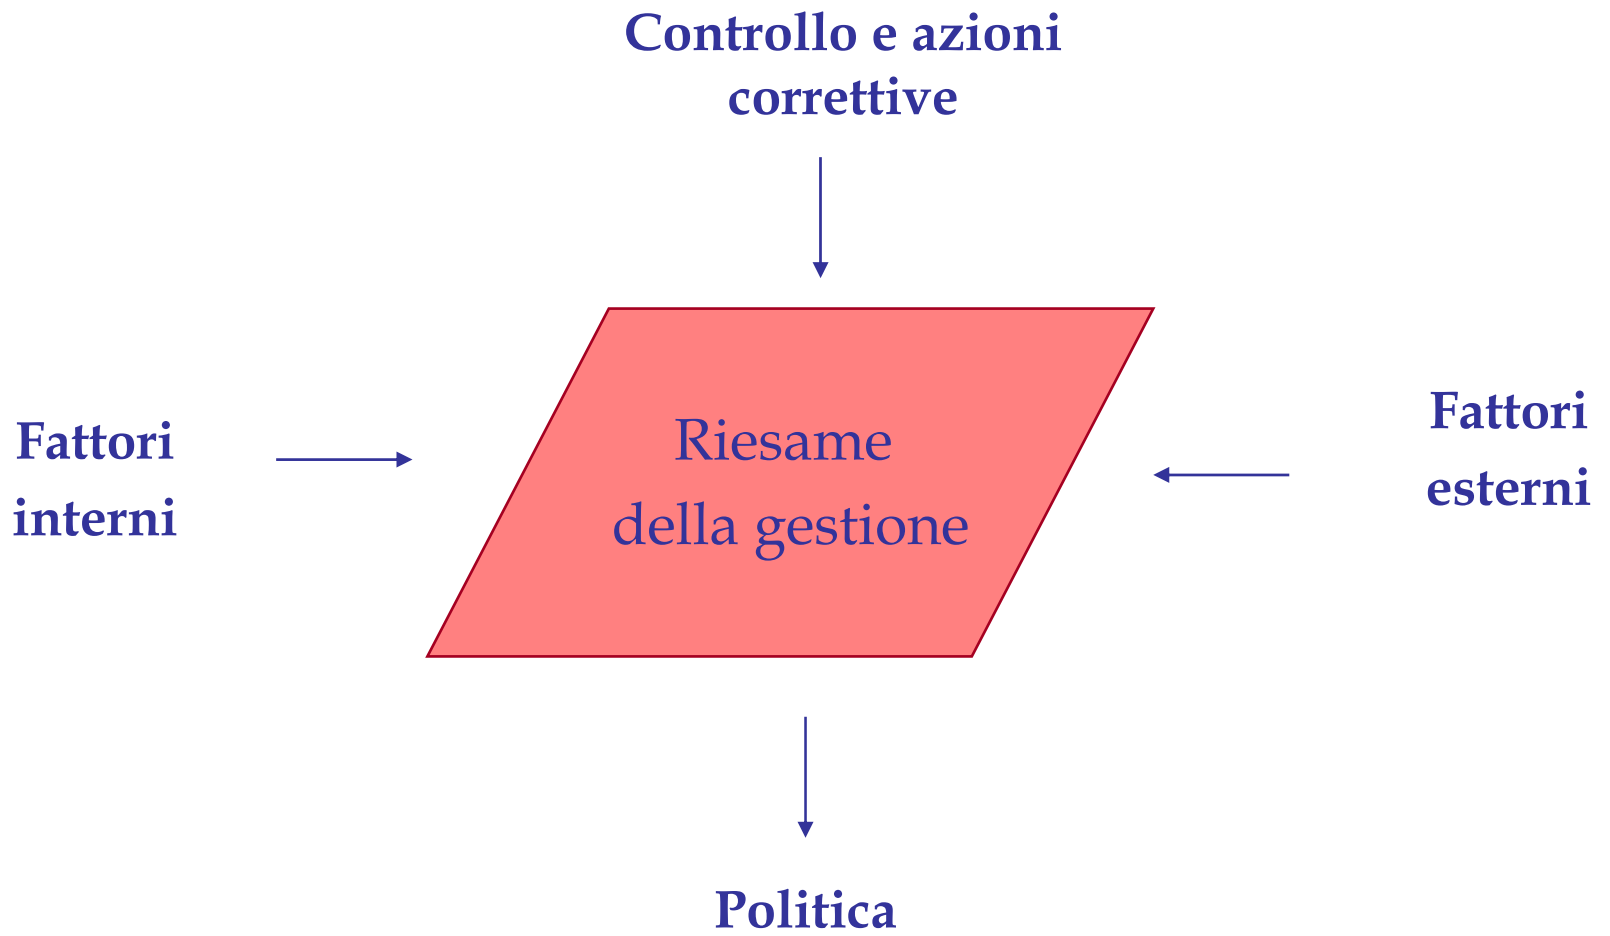 Controllo e azioni
correttive
Fattori
interni
Riesame
della gestione
Fattori
esterni
Politica